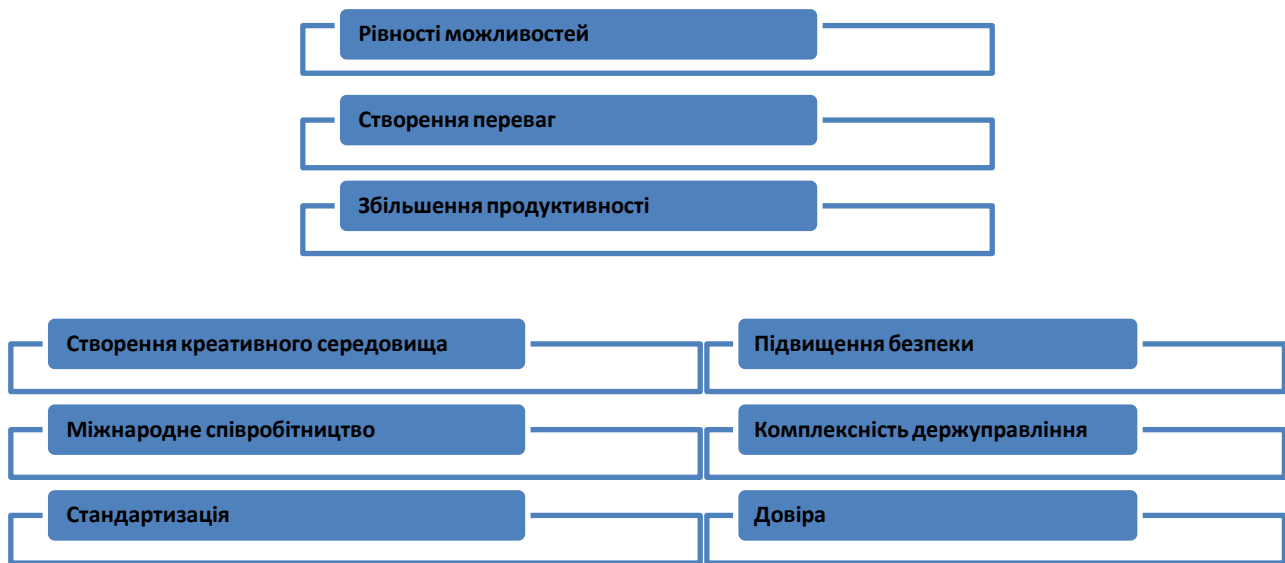 Рівності можливостей
Створення переваг
Збільшення продуктивності
Створення креативного середовища
Підвищення безпеки
Міжнародне співробітництво
Комплексність держуправління
Стандартизація
Довіра